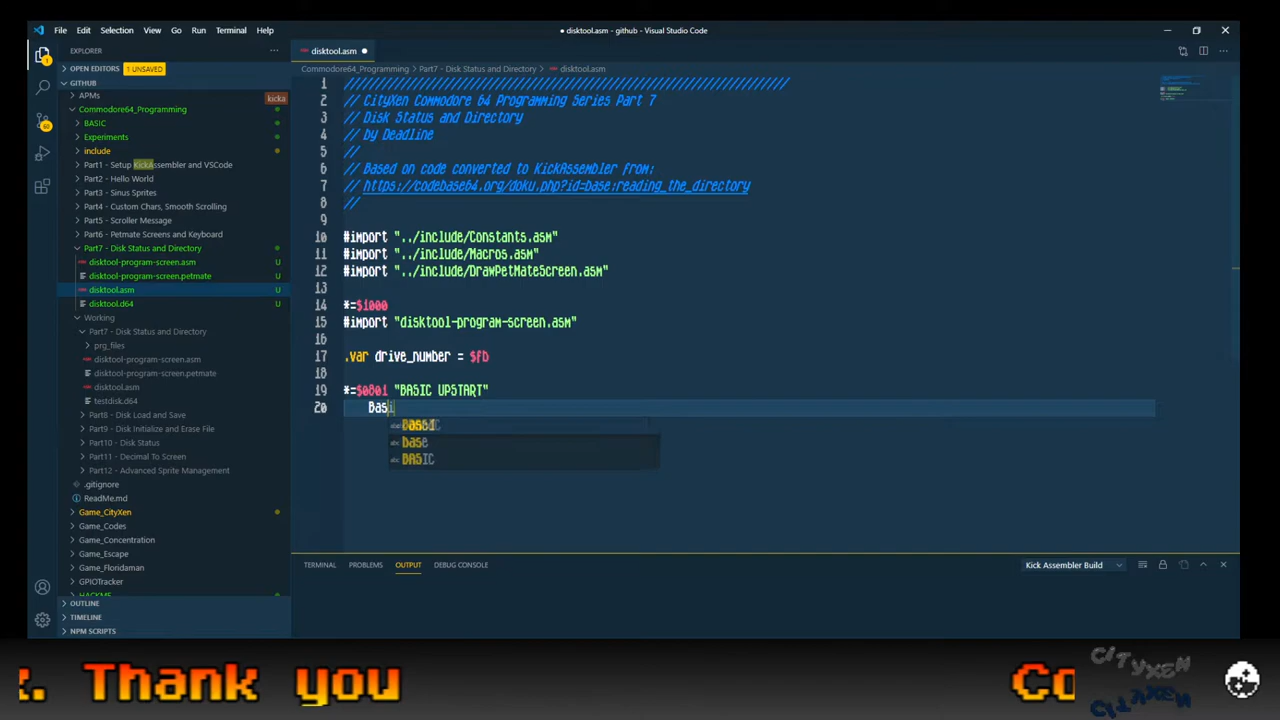 File Edit Selection View Go Run Terminal Help
● disktool.asm - github - Visual Studio Code
EXPLORER
OPEN EDITORS 1 UNSAVED
GITHUB
kicka
APMs
Commodore64_Programming
BASIC
Experiments
include
Part1 - Setup KickAssembler and VSCode
Part2 - Hello World
Part3 - Sinus Sprites
Part4 - Custom Chars, Smooth Scrolling
Part5 - Scroller Message
Part6 - Petmate Screens and Keyboard
Part7 - Disk Status and Directory
disktool-program-screen.asm U
disktool-program-screen.petmate U
disktool.asm U
disktool.d64 U
Working
Part7 - Disk Status and Directory
prg_files
disktool-program-screen.asm
disktool-program-screen.petmate
disktool.asm
testdisk.d64
Part8 - Disk Load and Save
Part9 - Drive Initialize and Erase File
Part10 - Disk Status
Part11 - Decimal To Screen
Part12 - Advanced Sprite Management
.gitignore
ReadMe.md
Game_CityXen
Game_Codes
Game_Concentration
Game_Escape
Game_Floridaman
GPIOTracker
HACKME
OUTLINE
TIMELINE
NPM SCRIPTS
disktool.asm ●
Commodore64_Programming > Part7 - Disk Status and Directory > disktool.asm
1 //////////////////////////////////////////////////////////////////////////
2 // CityXen Commodore 64 Programming Series Part 7
3 // Disk Status and Directory
4 // by Deadline
5 //
6 // Based on code converted to KickAssembler from:
7 // https://codebase64.org/doku.php?id=base:reading_the_directory
8 //
9
10 #import "../include/Constants.asm"
11 #import "../include/Macros.asm"
12 #import "../include/DrawPetMateScreen.asm"
13
14 *=$1000
15 #import "disktool-program-screen.asm"
16
17 .var drive_number = $fb
18
19 *=$0801 "BASIC UPSTART"
20 Basi
base
BASIC
TERMINAL PROBLEMS OUTPUT DEBUG CONSOLE
Kick Assembler Build
. Thank you Co
CITYXEN
CITYXEN